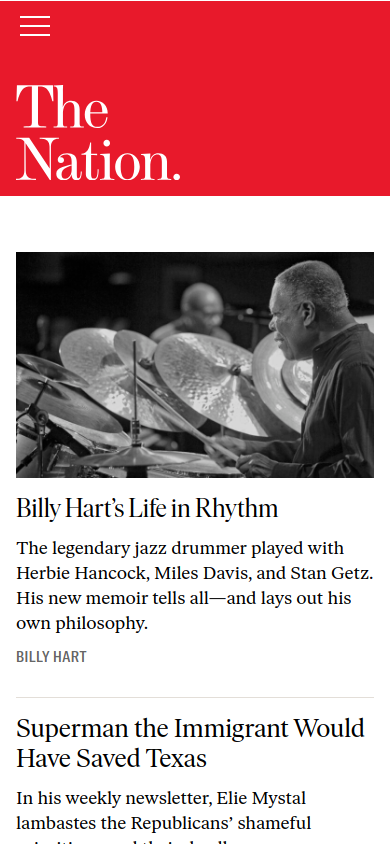 The
Nation.
Billy Hart’s Life in Rhythm
The legendary jazz drummer played with
Herbie Hancock, Miles Davis, and Stan Getz.
His new memoir tells all—and lays out his
own philosophy.
BILLY HART
Superman the Immigrant Would
Have Saved Texas
In his weekly newsletter, Elie Mystal
lambastes the Republicans’ shameful